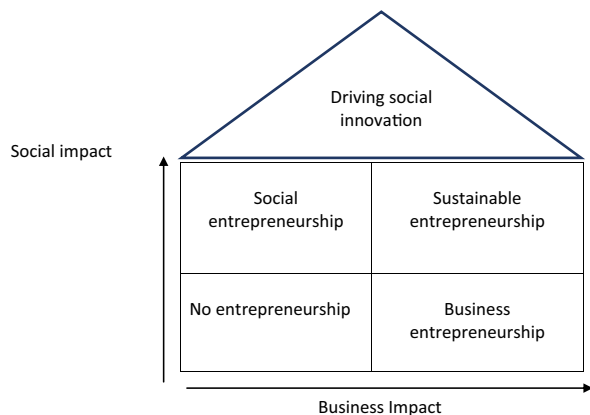 Driving social
innovation
Social impact
Social
entrepreneurship
Sustainable
entrepreneurship
No entrepreneurship
Business
entrepreneurship
Business Impact